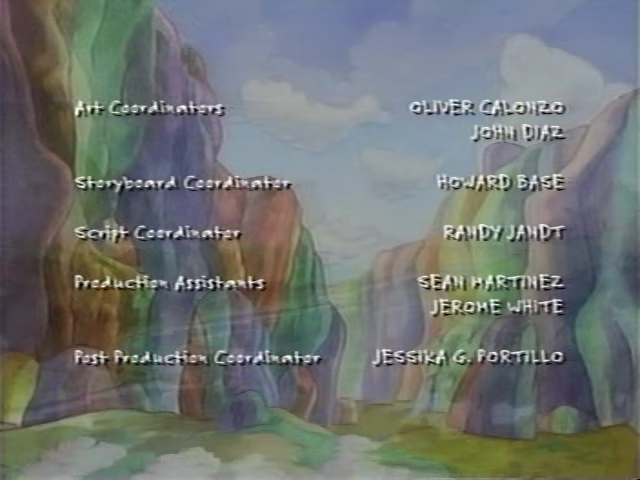 Art Coordinators OLIVER CALONZO
JOHN DIAZ
Storyboard Coordinator HOWARD BASE
Script Coordinator RANDY JANDT
Production Assistants SEAN MARTINEZ
JEROME WHITE
Post Production Coordinator JESSIKA G. PORTILLO